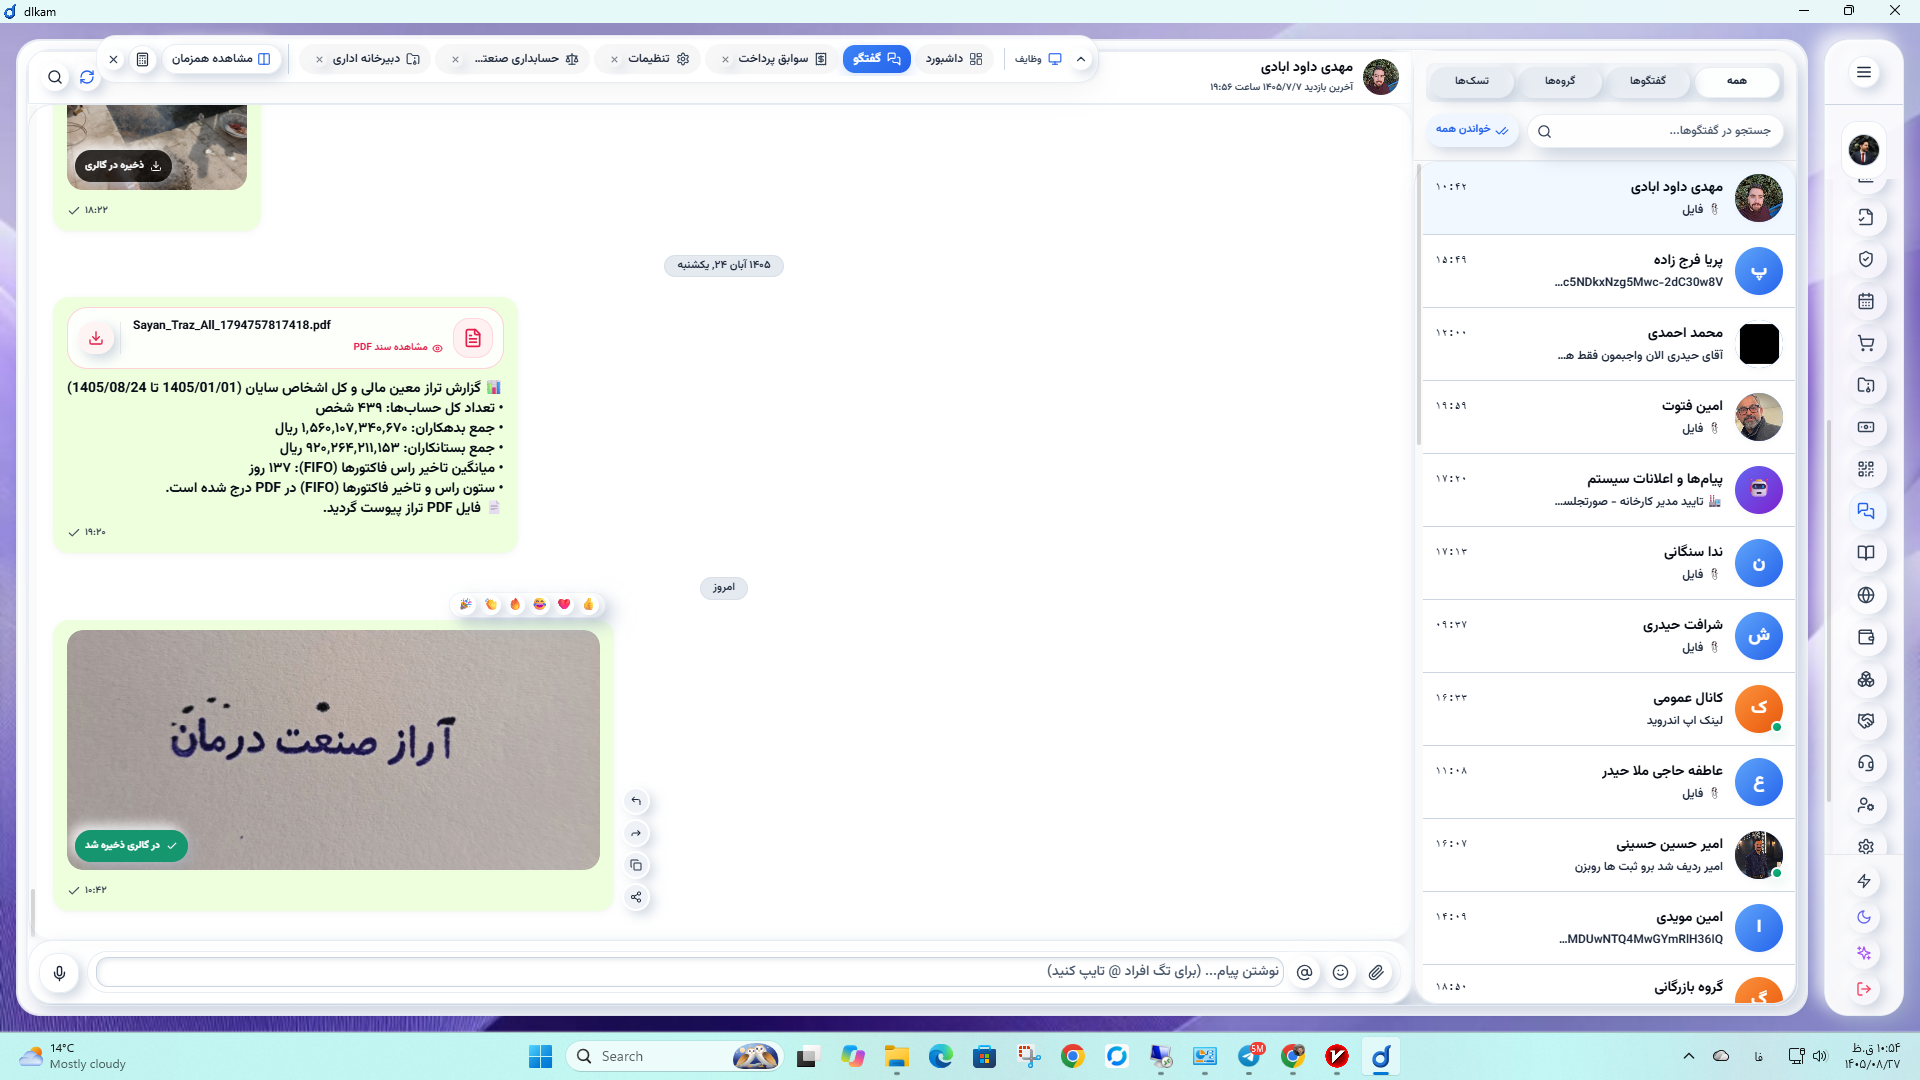 dlkam
وظایف
داشبورد
گفتگو
سوابق پرداخت
تنظیمات
حسابداری صنعتـ...
دبیرخانه اداری
مشاهده همزمان
مهدی داود ابادی
آخرین بازدید ۱۴۰۵/۷/۷ ساعت ۱۹:۵۶
همه
گفتگوها
گروه‌ها
تسک‌ها
جستجو در گفتگوها...
خواندن همه
مهدی داود ابادی
۱۰:۴۲
فایل
پریا فرج زاده
۱۵:۴۹
...c5NDkxNzg5Mwc-2dC30w8V
محمد احمدی
۱۲:۰۰
آقای حیدری الان واجبمون فقط هـ...
امین فتوت
۱۹:۵۹
فایل
پیام‌ها و اعلانات سیستم
۱۷:۲۰
تایید مدیر کارخانه - صورتجلسـ...
ندا سنگانی
۱۷:۱۳
فایل
شرافت حیدری
۰۹:۳۷
فایل
کانال عمومی
۱۶:۳۳
لینک اپ اندروید
عاطفه حاجی ملا حیدر
۱۱:۰۸
فایل
امیر حسین حسینی
۱۶:۰۷
امیر ردیف شد برو ثبت ها روبزن
امین مویدی
۱۴:۰۹
...MDUwNTQ4MwGYmRlH36lQ
گروه بازرگانی
۱۸:۵۰
پ
ن
ش
ک
ع
ا
گ
ذخیره در گالری
۱۸:۲۲
۱۴۰۵ آبان ۲۴, یکشنبه
Sayan_Traz_All_1794757817418.pdf
مشاهده سند PDF
📊 گزارش تراز معین مالی و کل اشخاص سایان (1405/01/01 تا 1405/08/24)
• تعداد کل حساب‌ها: ۴۳۹ شخص
• جمع بدهکاران: ۱,۵۶۰,۱۰۷,۳۴۰,۶۷۰ ریال
• جمع بستانکاران: ۹۲۰,۲۶۴,۲۱۱,۱۵۳ ریال
• میانگین تاخیر راس فاکتورها (FIFO): ۱۳۷ روز
• ستون راس و تاخیر فاکتورها (FIFO) در PDF درج شده است.
📄 فایل PDF تراز پیوست گردید.
۱۹:۲۰
امروز
آراز صنعت درمان
در گالری ذخیره شد
۱۰:۴۲
نوشتن پیام... (برای تگ افراد @ تایپ کنید)
14°C
Mostly cloudy
Search
5M
فا
۱۰:۵۴ ق.ظ
۱۴۰۵/۰۸/۲۷